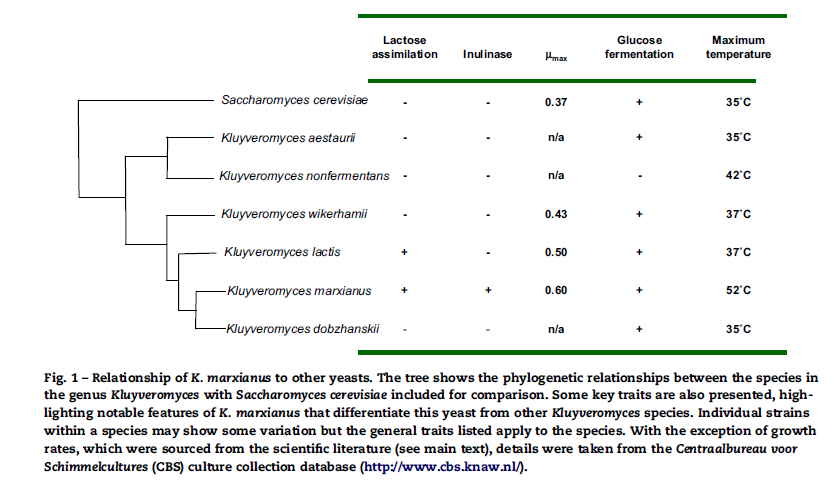 Lactose assimilation Inulinase µmax Glucose fermentation Maximum temperature
Saccharomyces cerevisiae - - 0.37 + 35°C
Kluyveromyces aestaurii - - n/a + 35°C
Kluyveromyces nonfermentans - - n/a - 42°C
Kluyveromyces wikerhamii - - 0.43 + 37°C
Kluyveromyces lactis + - 0.50 + 37°C
Kluyveromyces marxianus + + 0.60 + 52°C
Kluyveromyces dobzhanskii - - n/a + 35°C
Fig. 1 – Relationship of K. marxianus to other yeasts. The tree shows the phylogenetic relationships between the species in
the genus Kluyveromyces with Saccharomyces cerevisiae included for comparison. Some key traits are also presented, high-
lighting notable features of K. marxianus that differentiate this yeast from other Kluyveromyces species. Individual strains
within a species may show some variation but the general traits listed apply to the species. With the exception of growth
rates, which were sourced from the scientific literature (see main text), details were taken from the Centraalbureau voor
Schimmelcultures (CBS) culture collection database (http://www.cbs.knaw.nl/).